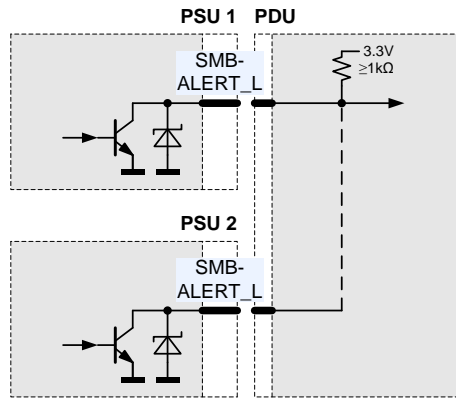 PSU 1 PDU
SMB-
ALERT_L
3.3V
≥1kΩ
PSU 2
SMB-
ALERT_L